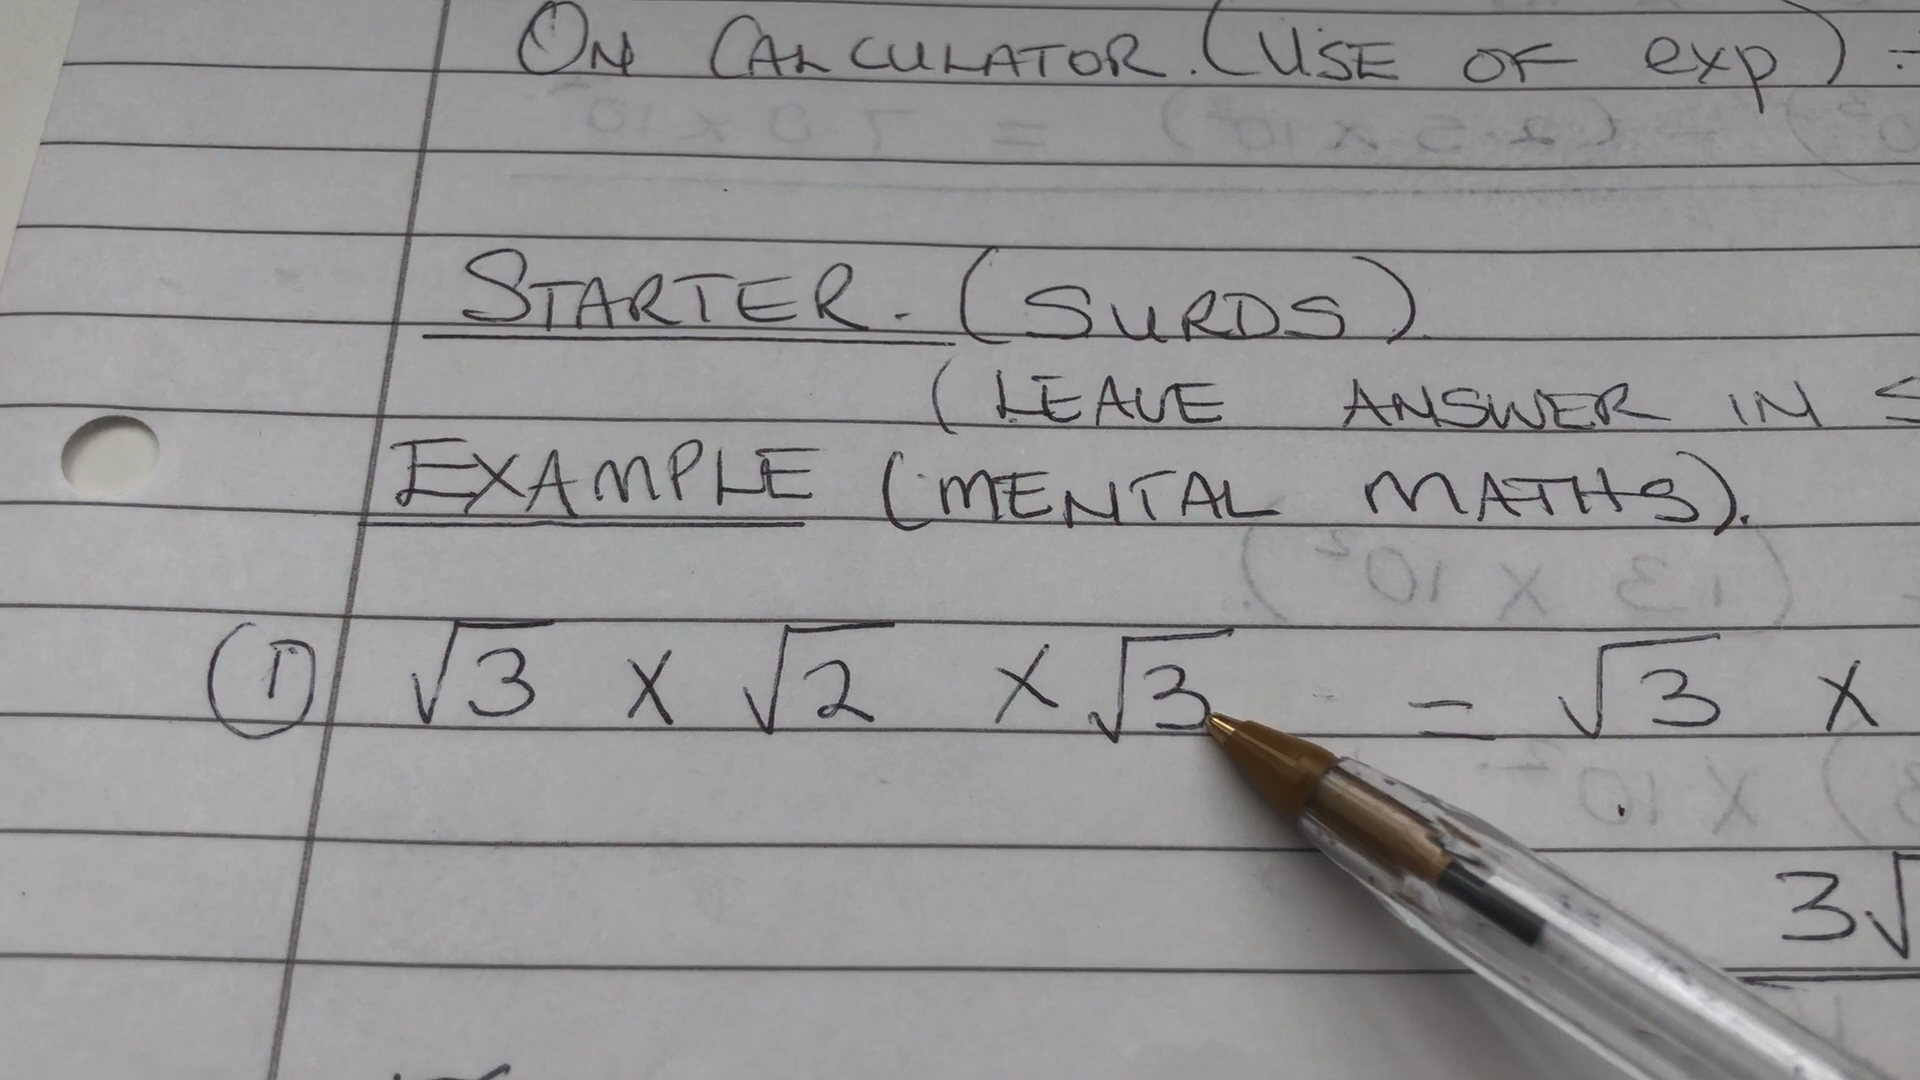 ON CALCULATOR. (USE OF exp) ÷
STARTER. (SURDS)
(LEAVE ANSWER IN S
EXAMPLE (MENTAL MATHS).
① √3 × √2 × √3 = √3 ×
3√